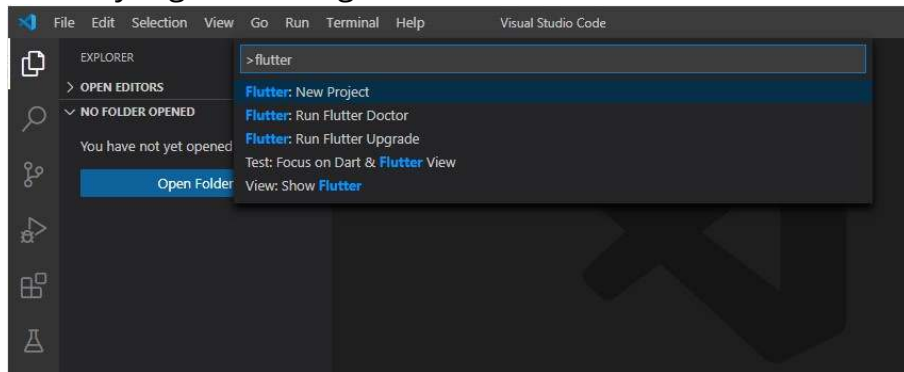 File Edit Selection View Go Run Terminal Help Visual Studio Code
EXPLORER
OPEN EDITORS
NO FOLDER OPENED
You have not yet opened
Open Folder
>flutter
Flutter: New Project
Flutter: Run Flutter Doctor
Flutter: Run Flutter Upgrade
Test: Focus on Dart & Flutter View
View: Show Flutter